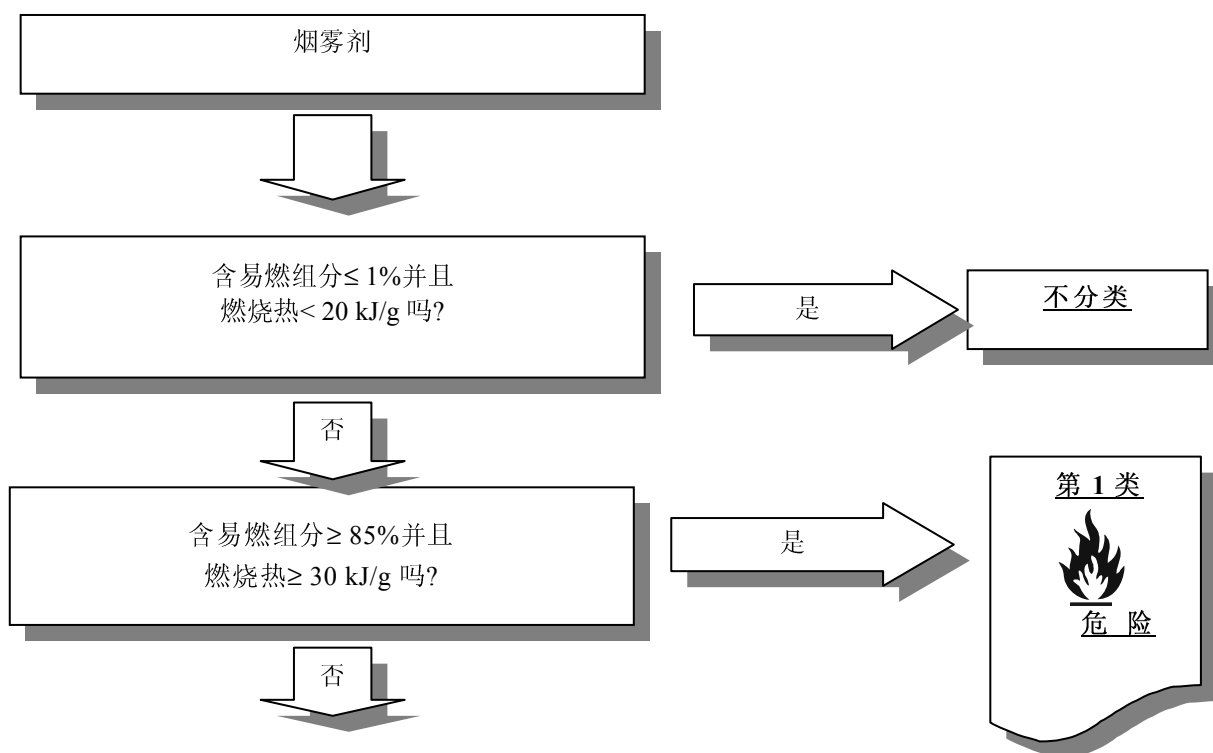 烟雾剂
含易燃组分≤ 1%并且
燃烧热< 20 kJ/g 吗?
是
不分类
否
含易燃组分≥ 85%并且
燃烧热≥ 30 kJ/g 吗?
是
第 1 类
危 险
否